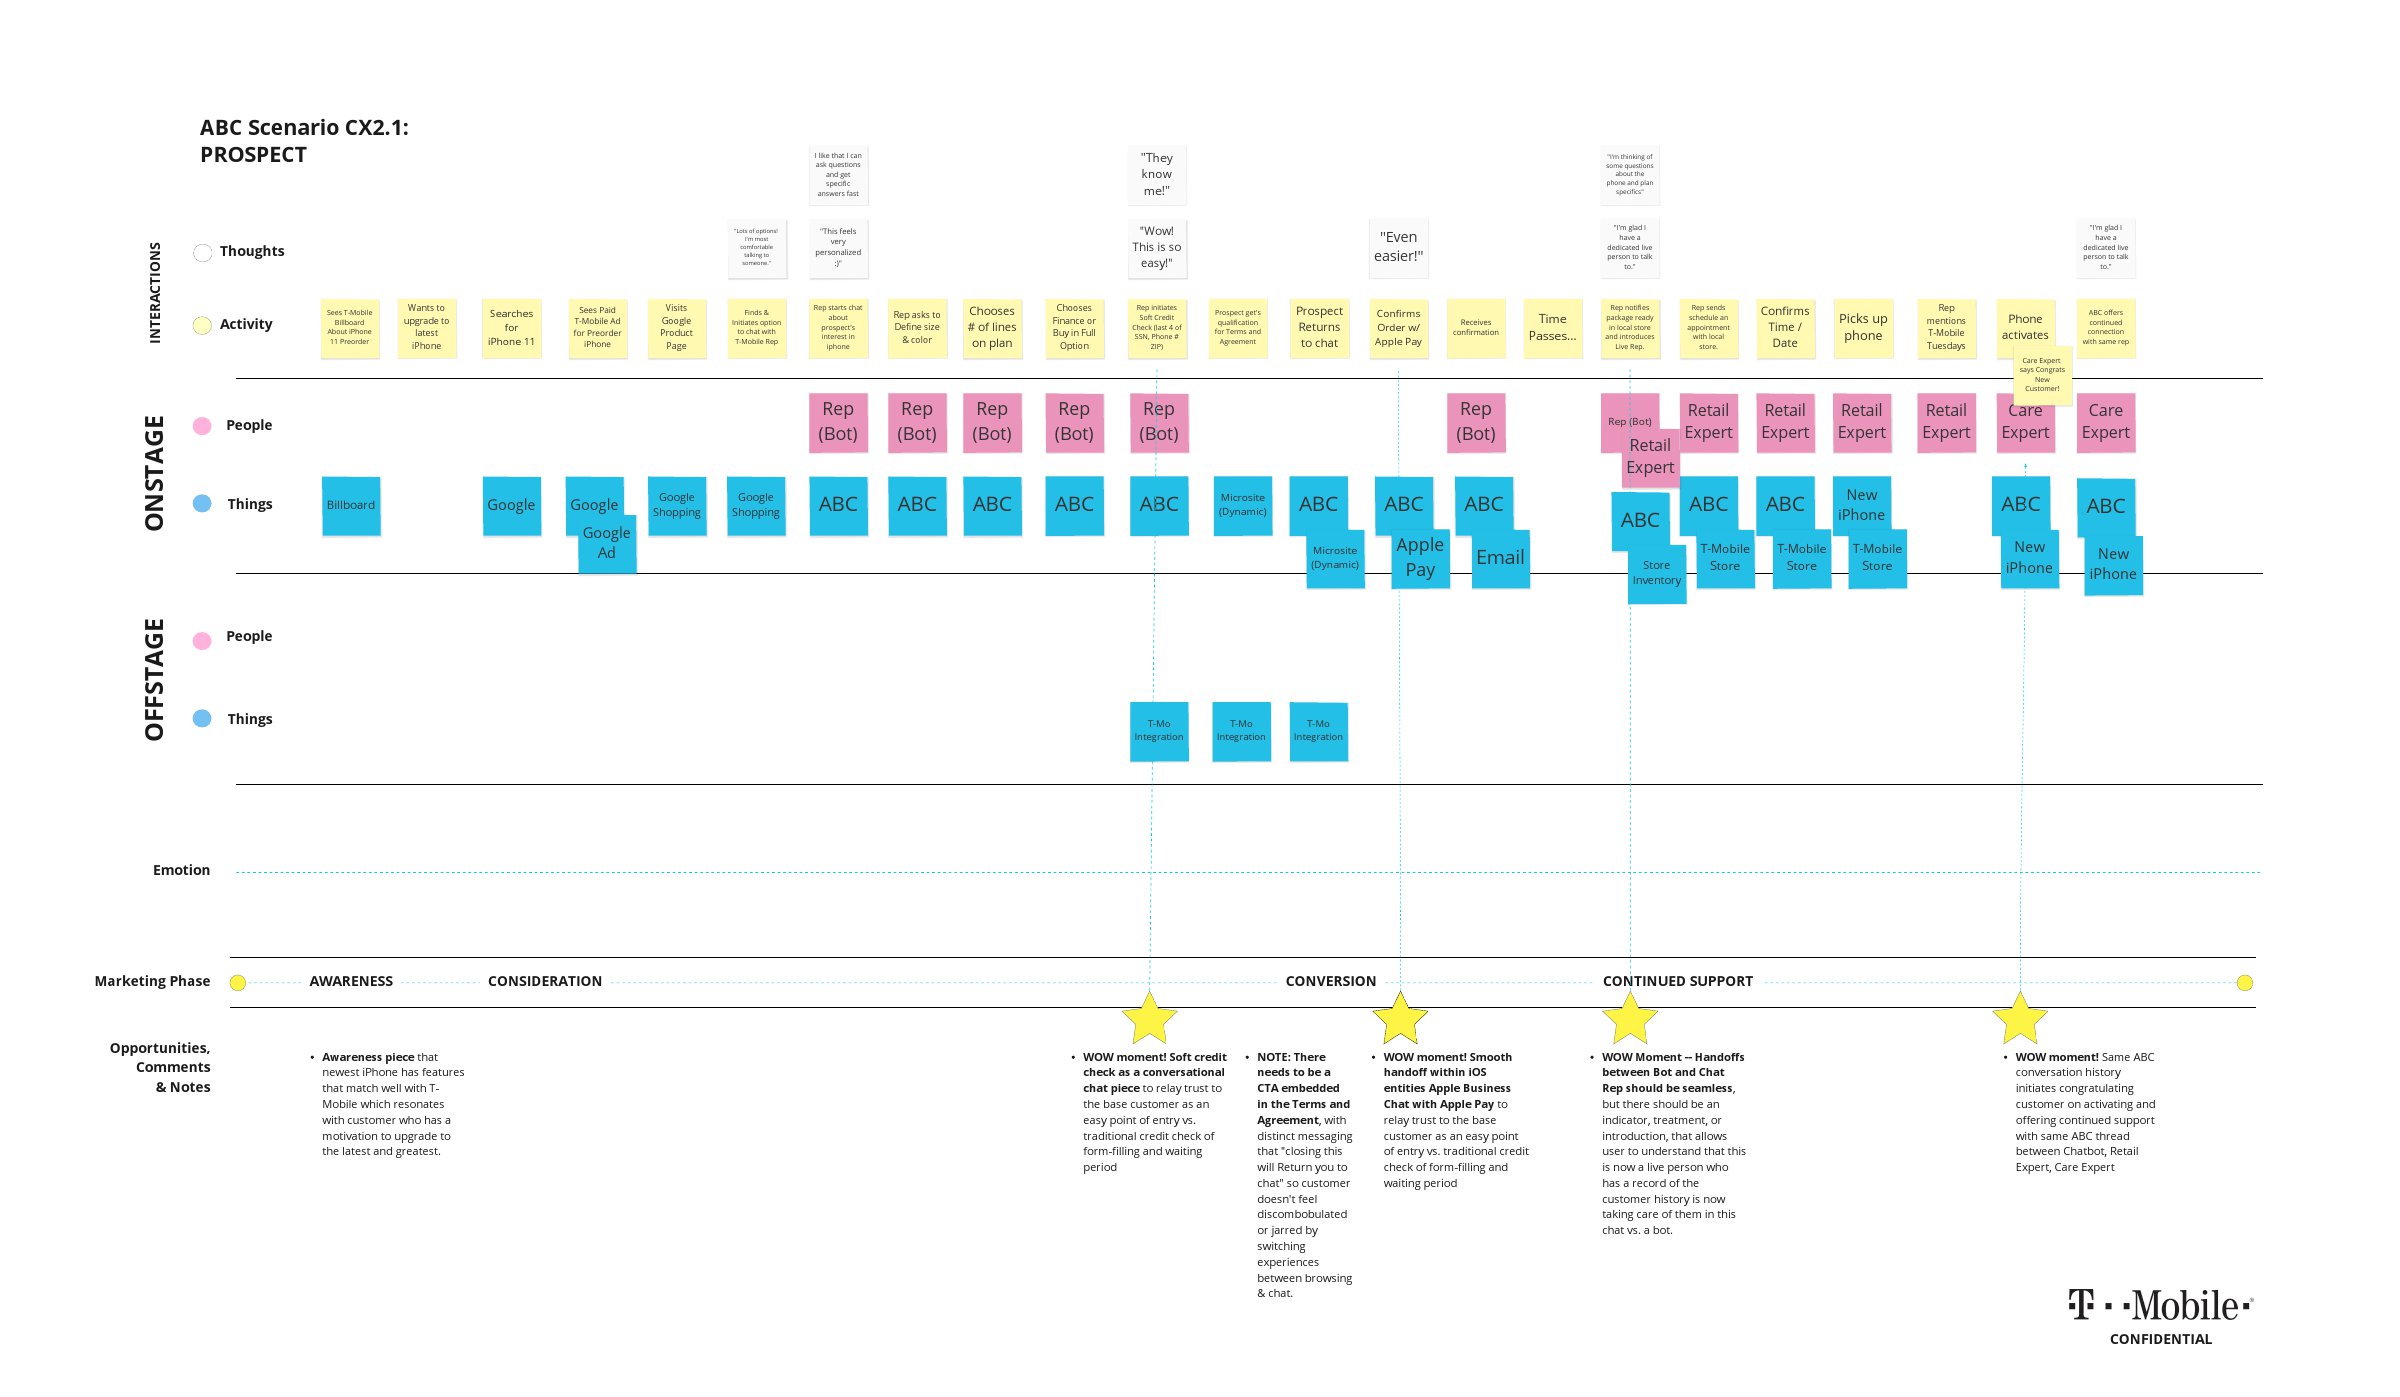 ABC Scenario CX2.1:
PROSPECT
INTERACTIONS
Thoughts
I like that I can
ask questions
and get
specific
answers fast
"They
know
me!"
"I'm thinking of
some questions
about the
phone and plan
specifics"
"Lots of options!
I'm most
comfortable
talking to
someone."
"This feels
very
personalized
:)"
"Wow!
This is so
easy!"
"Even
easier!"
"I'm glad I
have a
dedicated live
person to talk
to."
"I'm glad I
have a
dedicated live
person to talk
to."
Activity
Sees T-Mobile
Billboard
About iPhone
11 Preorder
Wants to
upgrade to
latest
iPhone
Searches
for
iPhone 11
Sees Paid
T-Mobile Ad
for Preorder
iPhone
Visits
Google
Product
Page
Finds &
Initiates option
to chat with
T-Mobile Rep
Rep starts chat
about
prospect's
interest in
iphone
Rep asks to
Define size
& color
Chooses
# of lines
on plan
Chooses
Finance or
Buy in Full
Option
Rep initiates
Soft Credit
Check (last 4 of
SSN, Phone #
ZIP)
Prospect get's
qualification
for Terms and
Agreement
Prospect
Returns
to chat
Confirms
Order w/
Apple Pay
Receives
confirmation
Time
Passes...
Rep notifies
package ready
in local store
and introduces
Live Rep.
Rep sends
schedule an
appointment
with local
store.
Confirms
Time /
Date
Picks up
phone
Rep
mentions
T-Mobile
Tuesdays
Phone
activates
Care Expert
says Congrats
New
Customer!
ABC offers
continued
connection
with same rep
ONSTAGE
People
Rep
(Bot)
Rep
(Bot)
Rep
(Bot)
Rep
(Bot)
Rep
(Bot)
Rep
(Bot)
Rep (Bot)
Retail
Expert
Retail
Expert
Retail
Expert
Retail
Expert
Retail
Expert
Care
Expert
Care
Expert
Things
Billboard
Google
Google
Google
Ad
Google
Shopping
Google
Shopping
ABC
ABC
ABC
ABC
ABC
Microsite
(Dynamic)
ABC
Microsite
(Dynamic)
ABC
Apple
Pay
ABC
Email
ABC
Store
Inventory
ABC
T-Mobile
Store
ABC
T-Mobile
Store
New
iPhone
T-Mobile
Store
ABC
New
iPhone
ABC
New
iPhone
OFFSTAGE
People
Things
T-Mo
Integration
T-Mo
Integration
T-Mo
Integration
Emotion
Marketing Phase
AWARENESS
CONSIDERATION
CONVERSION
CONTINUED SUPPORT
Opportunities,
Comments
& Notes
• Awareness piece that
newest iPhone has features
that match well with T-
Mobile which resonates
with customer who has a
motivation to upgrade to
the latest and greatest.
• WOW moment! Soft credit
check as a conversational
chat piece to relay trust to
the base customer as an
easy point of entry vs.
traditional credit check of
form-filling and waiting
period
• NOTE: There
needs to be a
CTA embedded
in the Terms and
Agreement, with
distinct messaging
that "closing this
will Return you to
chat" so customer
doesn't feel
discombobulated
or jarred by
switching
experiences
between browsing
& chat.
• WOW moment! Smooth
handoff within iOS
entities Apple Business
Chat with Apple Pay to
relay trust to the base
customer as an easy point
of entry vs. traditional credit
check of form-filling and
waiting period
• WOW Moment -- Handoffs
between Bot and Chat
Rep should be seamless,
but there should be an
indicator, treatment, or
introduction, that allows
user to understand that this
is now a live person who
has a record of the
customer history is now
taking care of them in this
chat vs. a bot.
• WOW moment! Same ABC
conversation history
initiates congratulating
customer on activating and
offering continued support
with same ABC thread
between Chatbot, Retail
Expert, Care Expert
T··Mobile·®
CONFIDENTIAL